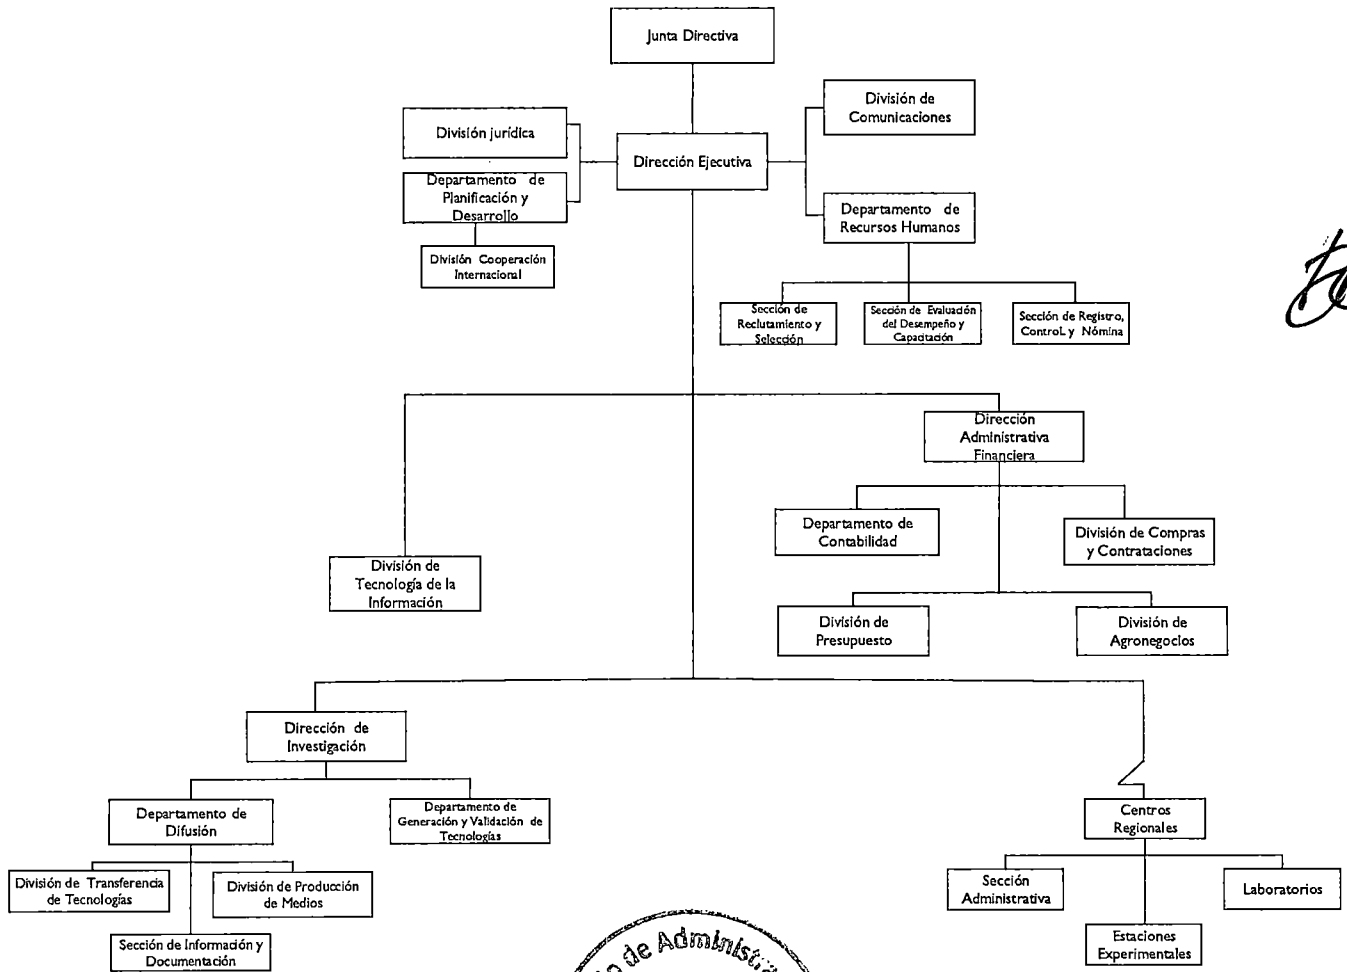 Junta Directiva
División jurídica
Dirección Ejecutiva
División de
Comunicaciones
Departamento de
Planificación y
Desarrollo
Departamento de
Recursos Humanos
División Cooperación
Internacional
Sección de
Reclutamiento y
Selección
Sección de Evaluación
del Desempeño y
Capacitación
Sección de Registro,
ControL y Nómina
Dirección
Administrativa
Financiera
Departamento de
Contabilidad
División de Compras
y Contrataciones
División de
Tecnología de la
Información
División de
Presupuesto
División de
Agronegocios
Dirección de
Investigación
Departamento de
Difusión
Departamento de
Generación y Validación de
Tecnologías
Centros
Regionales
División de Transferencia
de Tecnologías
División de Producción
de Medios
Sección
Administrativa
Laboratorios
Sección de Información y
Documentación
Estaciones
Experimentales
de Administra